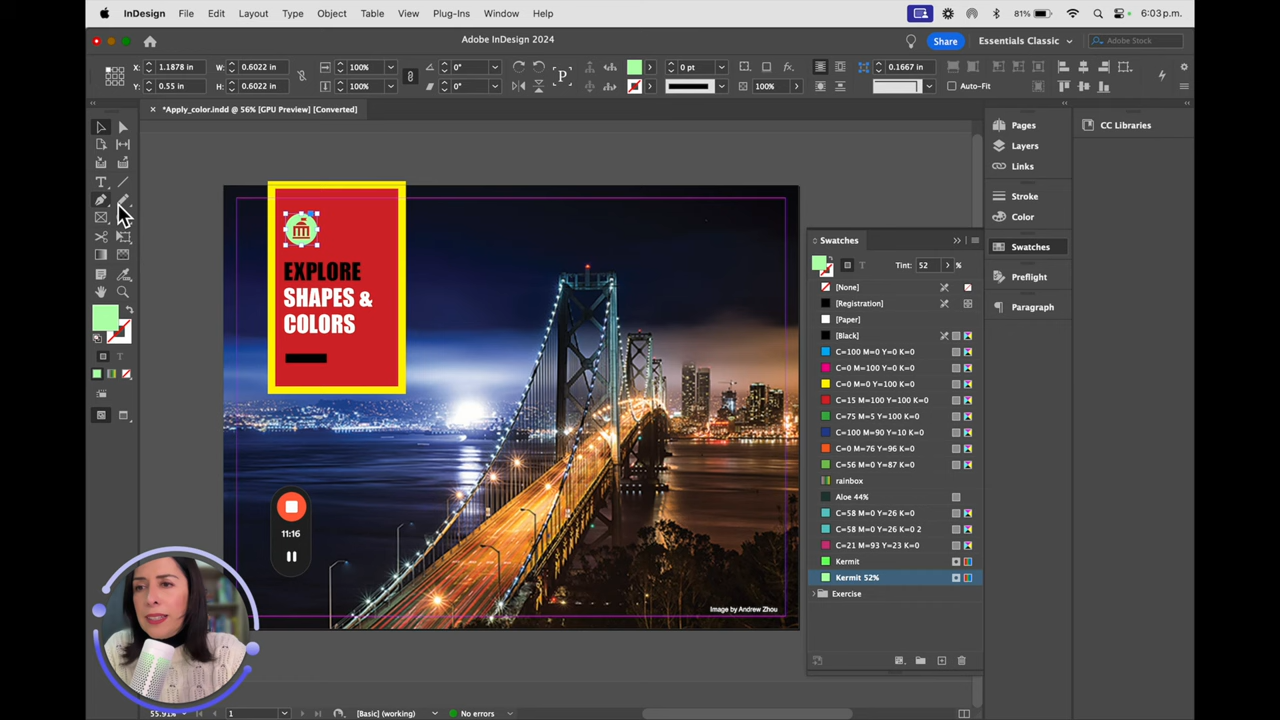 InDesign File Edit Layout Type Object Table View Plug-Ins Window Help 81% 6:03 p.m.
Adobe InDesign 2024 Share Essentials Classic Adobe Stock
X: 1.1878 in W: 0.6022 in 100% 0° P 0 pt 0.1667 in
Y: 0.55 in H: 0.6022 in 100% 0° fx. 100% Auto-Fit
*Apply_color.indd @ 56% [GPU Preview] [Converted]
Pages
Layers
Links
Stroke
Color
Swatches
Preflight
Paragraph
CC Libraries
T
T
EXPLORE
SHAPES &
COLORS
Image by Andrew Zhou
11:16
Swatches
T Tint: 52 %
[None]
[Registration]
[Paper]
[Black]
C=100 M=0 Y=0 K=0
C=0 M=100 Y=0 K=0
C=0 M=0 Y=100 K=0
C=15 M=100 Y=100 K=0
C=75 M=5 Y=100 K=0
C=100 M=90 Y=10 K=0
C=0 M=76 Y=96 K=0
C=56 M=0 Y=87 K=0
rainbox
Aloe 44%
C=58 M=0 Y=26 K=0
C=58 M=0 Y=26 K=0 2
C=21 M=93 Y=23 K=0
Kermit
Kermit 52%
Exercise
55.91% 1 [Basic] (working) No errors